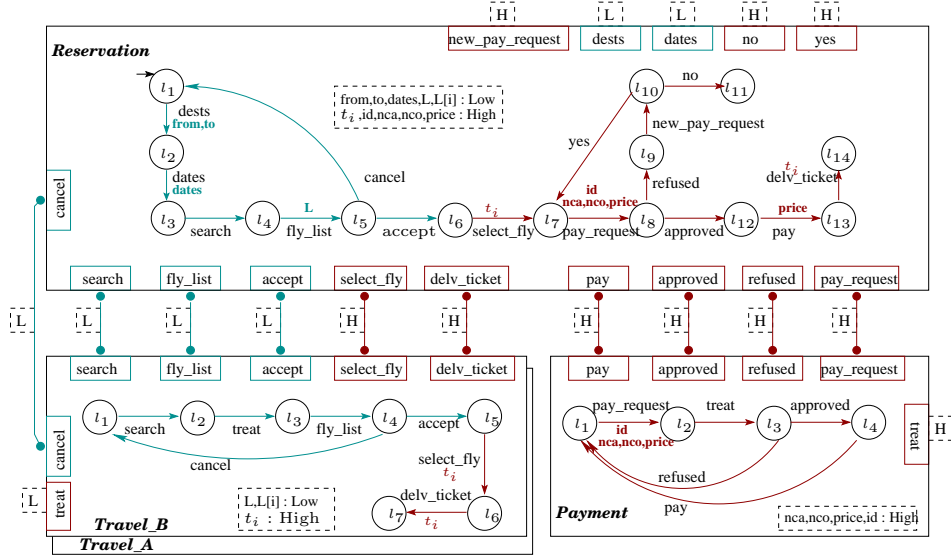 H L L H H
new_pay_request dests dates no yes
Reservation
l1
dests
from,to
l2
dates
dates
l3
search
l4
L
fly_list
l5
cancel
accept
l6
ti
select_fly
l7
from,to,dates,L,L[i] : Low
ti ,id,nca,nco,price : High
l10
no
l11
yes
new_pay_request
l9
refused
id
nca,nco,price
pay_request
l8
approved
l12
price
pay
l13
ti
delv_ticket
l14
cancel
search fly_list accept select_fly delv_ticket pay approved refused pay_request
L L L L H H H H H H
search fly_list accept select_fly delv_ticket
cancel
L
treat
l1
search
l2
treat
l3
fly_list
l4
accept
l5
cancel
select_fly
ti
delv_ticket
l7
ti
l6
L,L[i] : Low
ti : High
Travel_B
Travel_A
pay approved refused pay_request
l1
pay_request
id
nca,nco,price
l2
treat
l3
approved
l4
refused
pay
treat
H
Payment
nca,nco,price,id : High